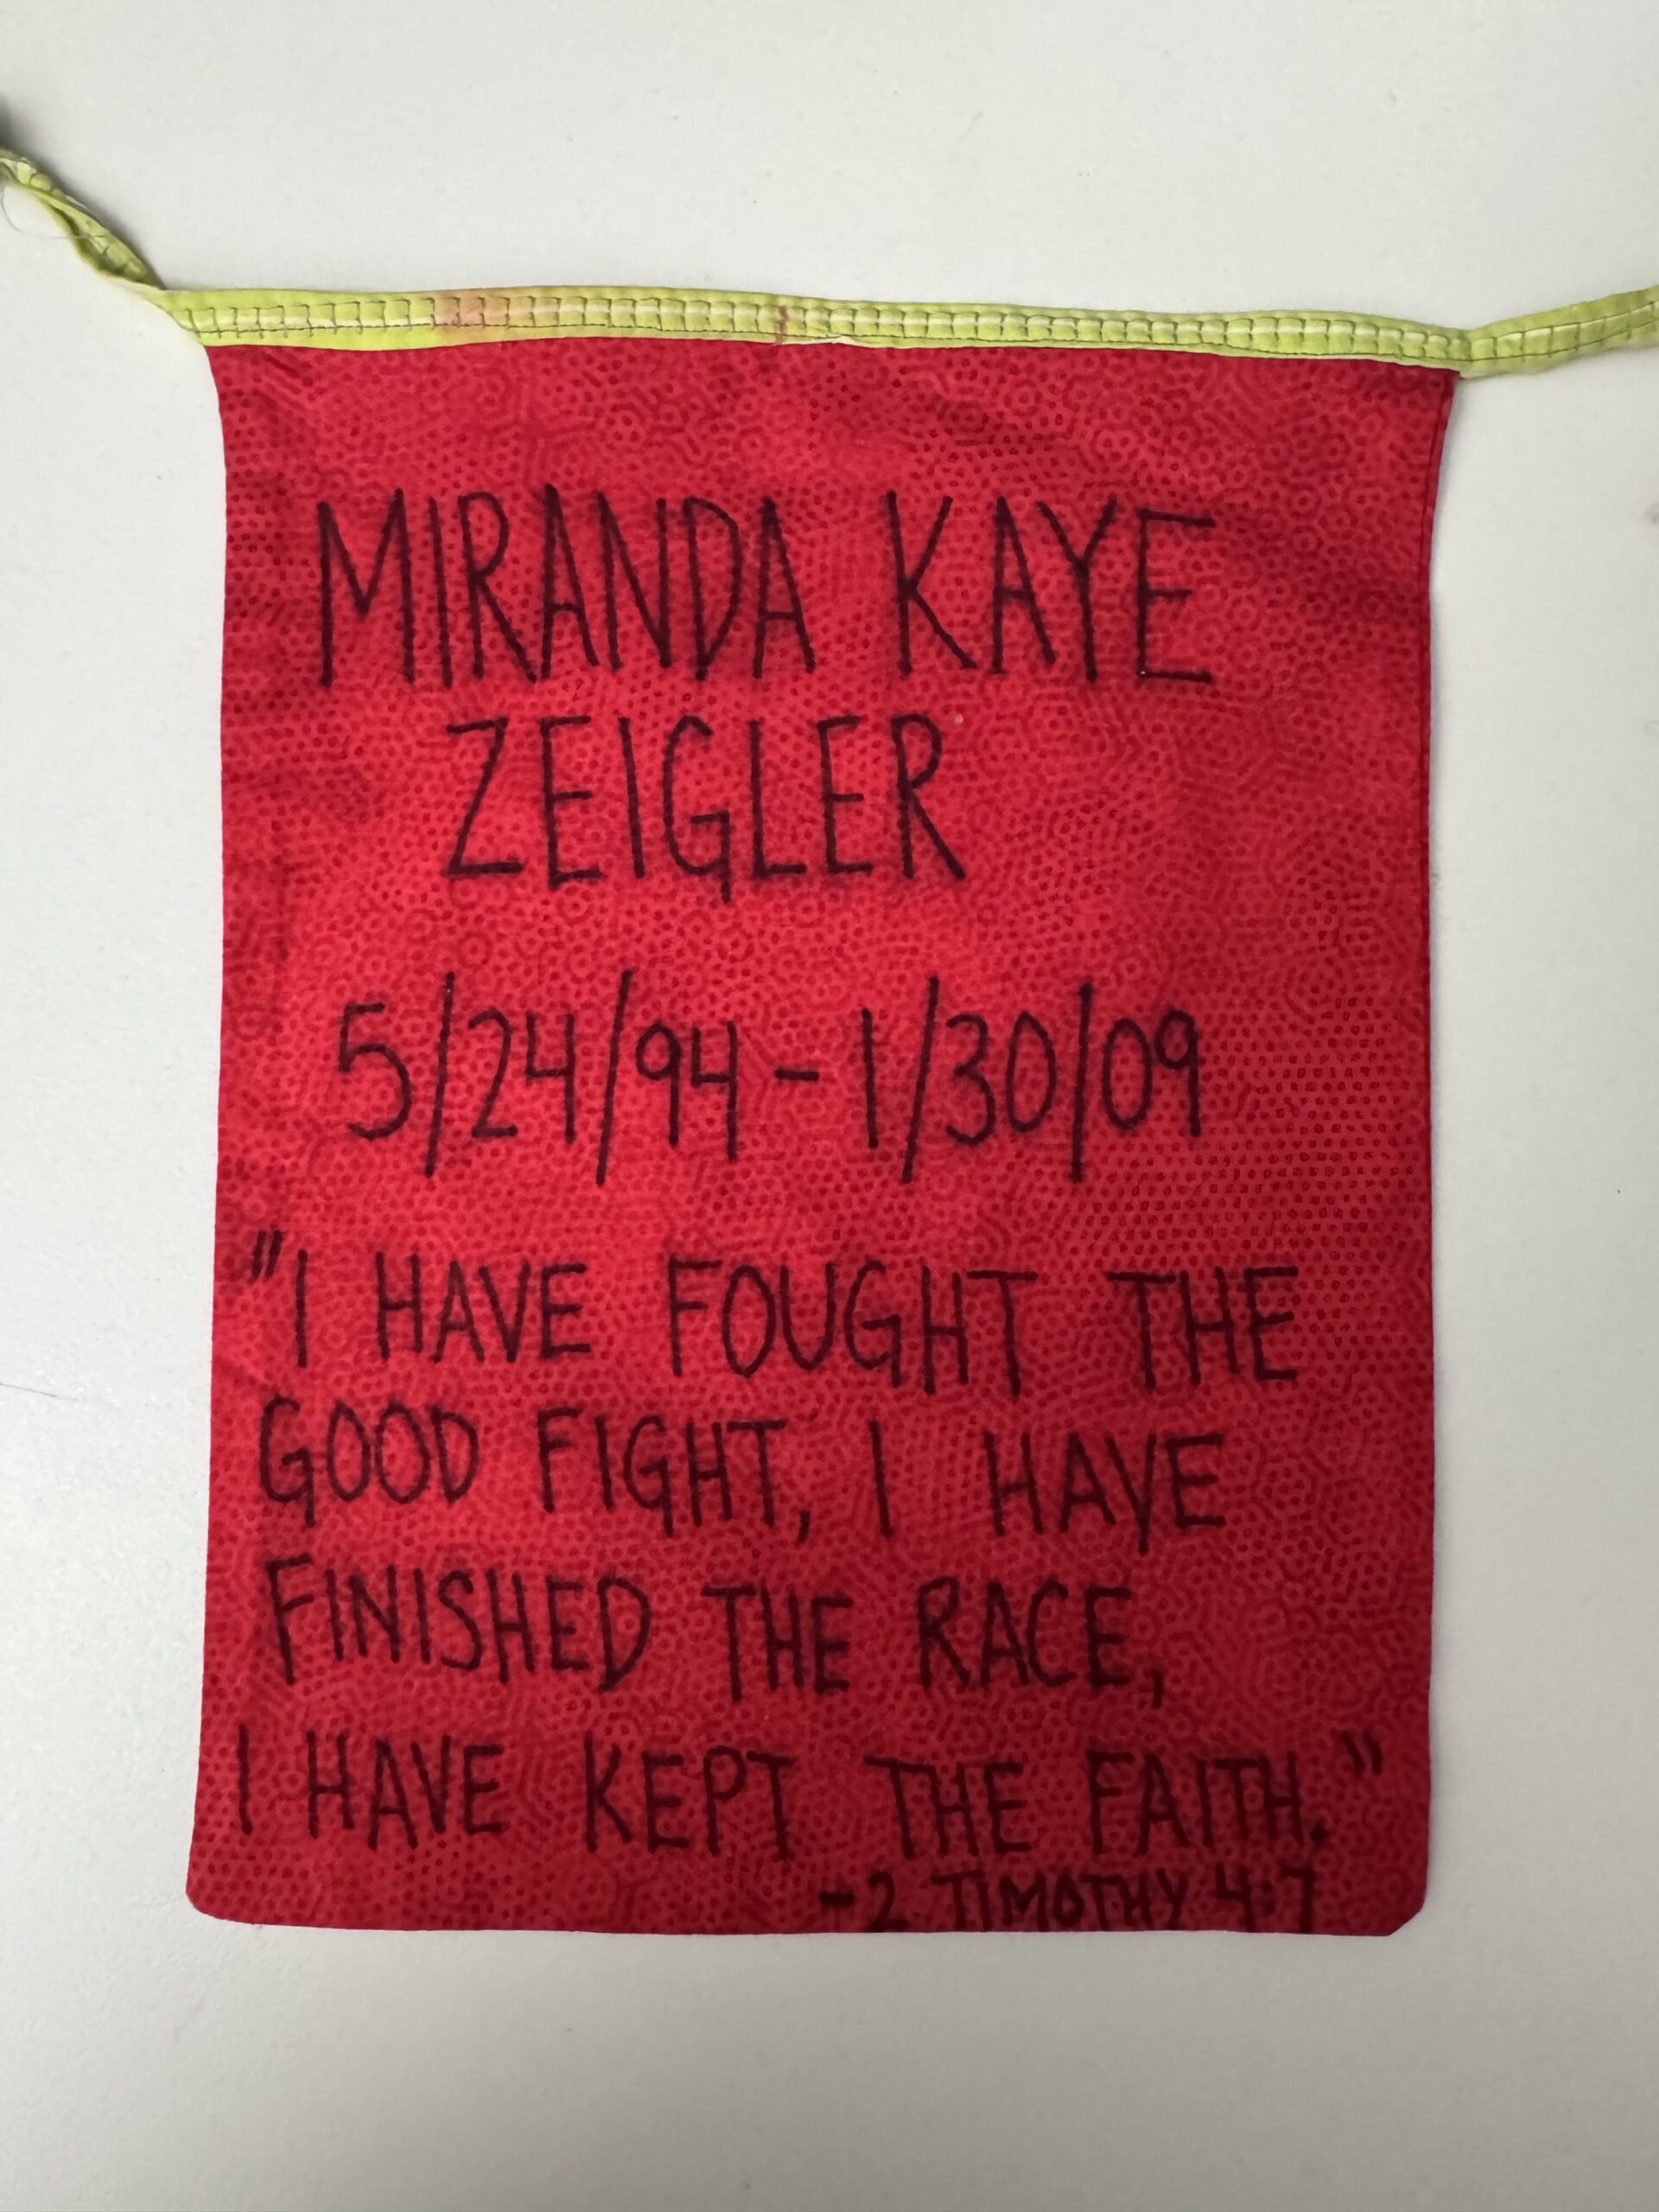 MIRANDA KAYE
ZEIGLER
5/24/94 - 1/30/09
"I HAVE FOUGHT THE
GOOD FIGHT, I HAVE
FINISHED THE RACE,
I HAVE KEPT THE FAITH."
-2 TIMOTHY 4:7